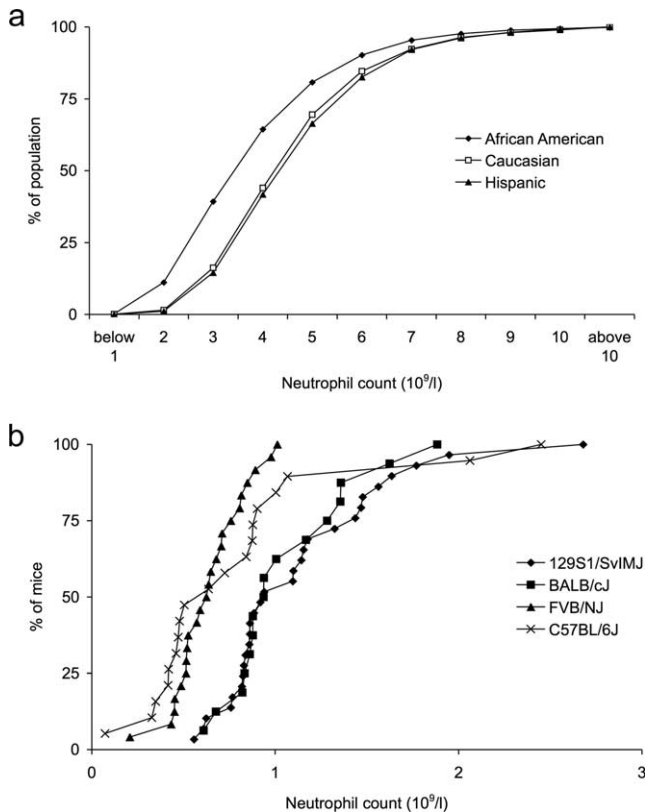 a
100
75
50
25
0
% of population
African American
Caucasian
Hispanic
below 1 2 3 4 5 6 7 8 9 10 above 10
Neutrophil count (10⁹/l)
b
100
75
50
25
0
% of mice
129S1/SvIMJ
BALB/cJ
FVB/NJ
C57BL/6J
0 1 2 3
Neutrophil count (10⁹/l)